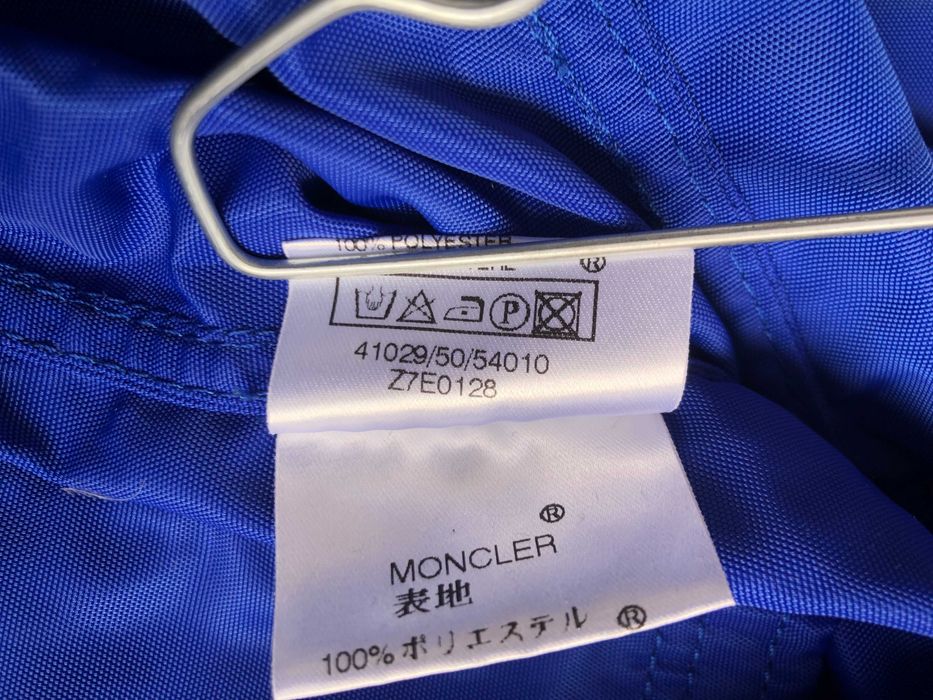 100% POLYESTER
®
P
41029/50/54010
Z7E0128
®
MONCLER
表地
100% ポリエステル ®